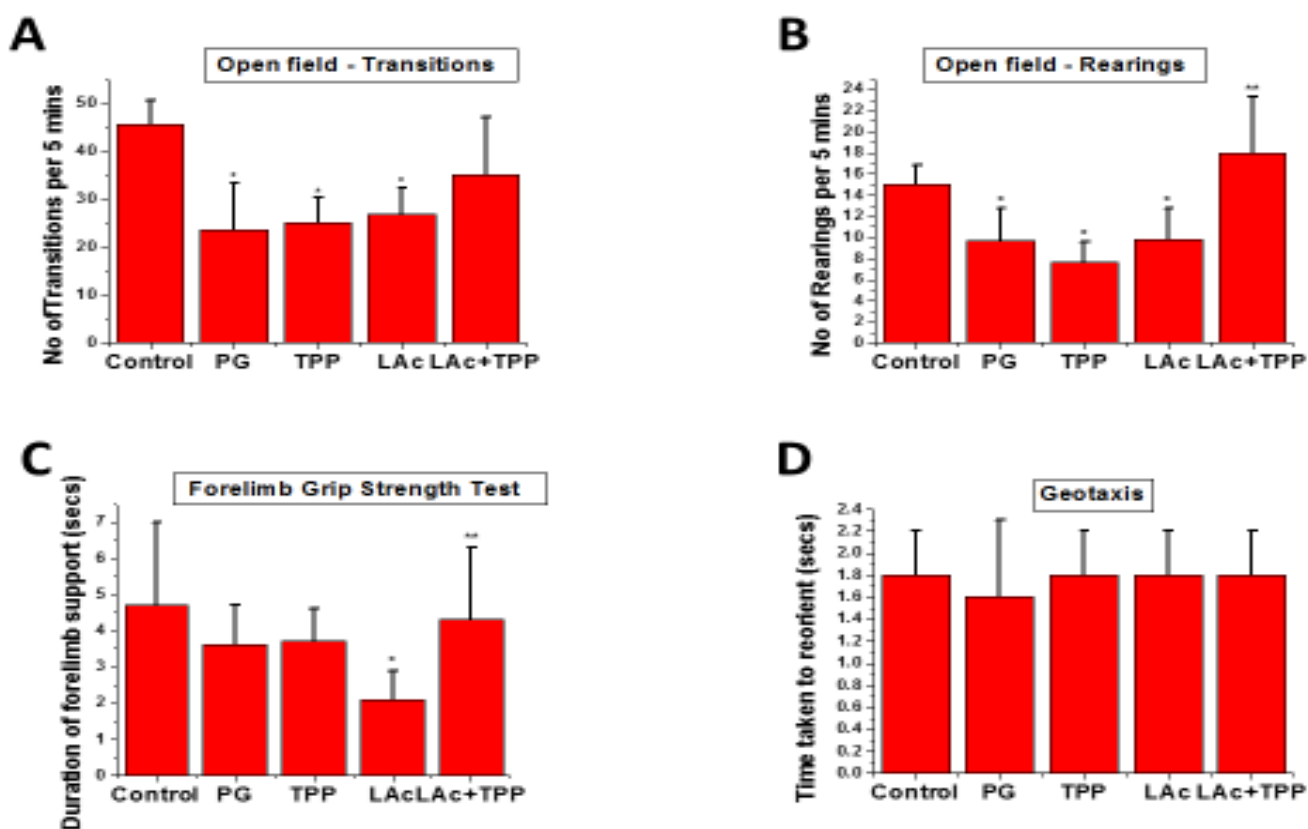 A
Open field - Transitions
No ofTransitions per 5 mins
50
40
30
20
10
0
* * *
Control PG TPP LAc LAc+TPP
B
Open field - Rearings
No of Rearings per 5 mins
24
22
20
18
16
14
12
10
8
6
4
2
0
* * * **
Control PG TPP LAc LAc+TPP
C
Forelimb Grip Strength Test
Duration of forelimb support (secs)
7
6
5
4
3
2
1
0
* **
Control PG TPP LAcLAc+TPP
D
Geotaxis
Time taken to reorient (secs)
2.4
2.2
2.0
1.8
1.6
1.4
1.2
1.0
0.8
0.6
0.4
0.2
0.0
Control PG TPP LAc LAc+TPP